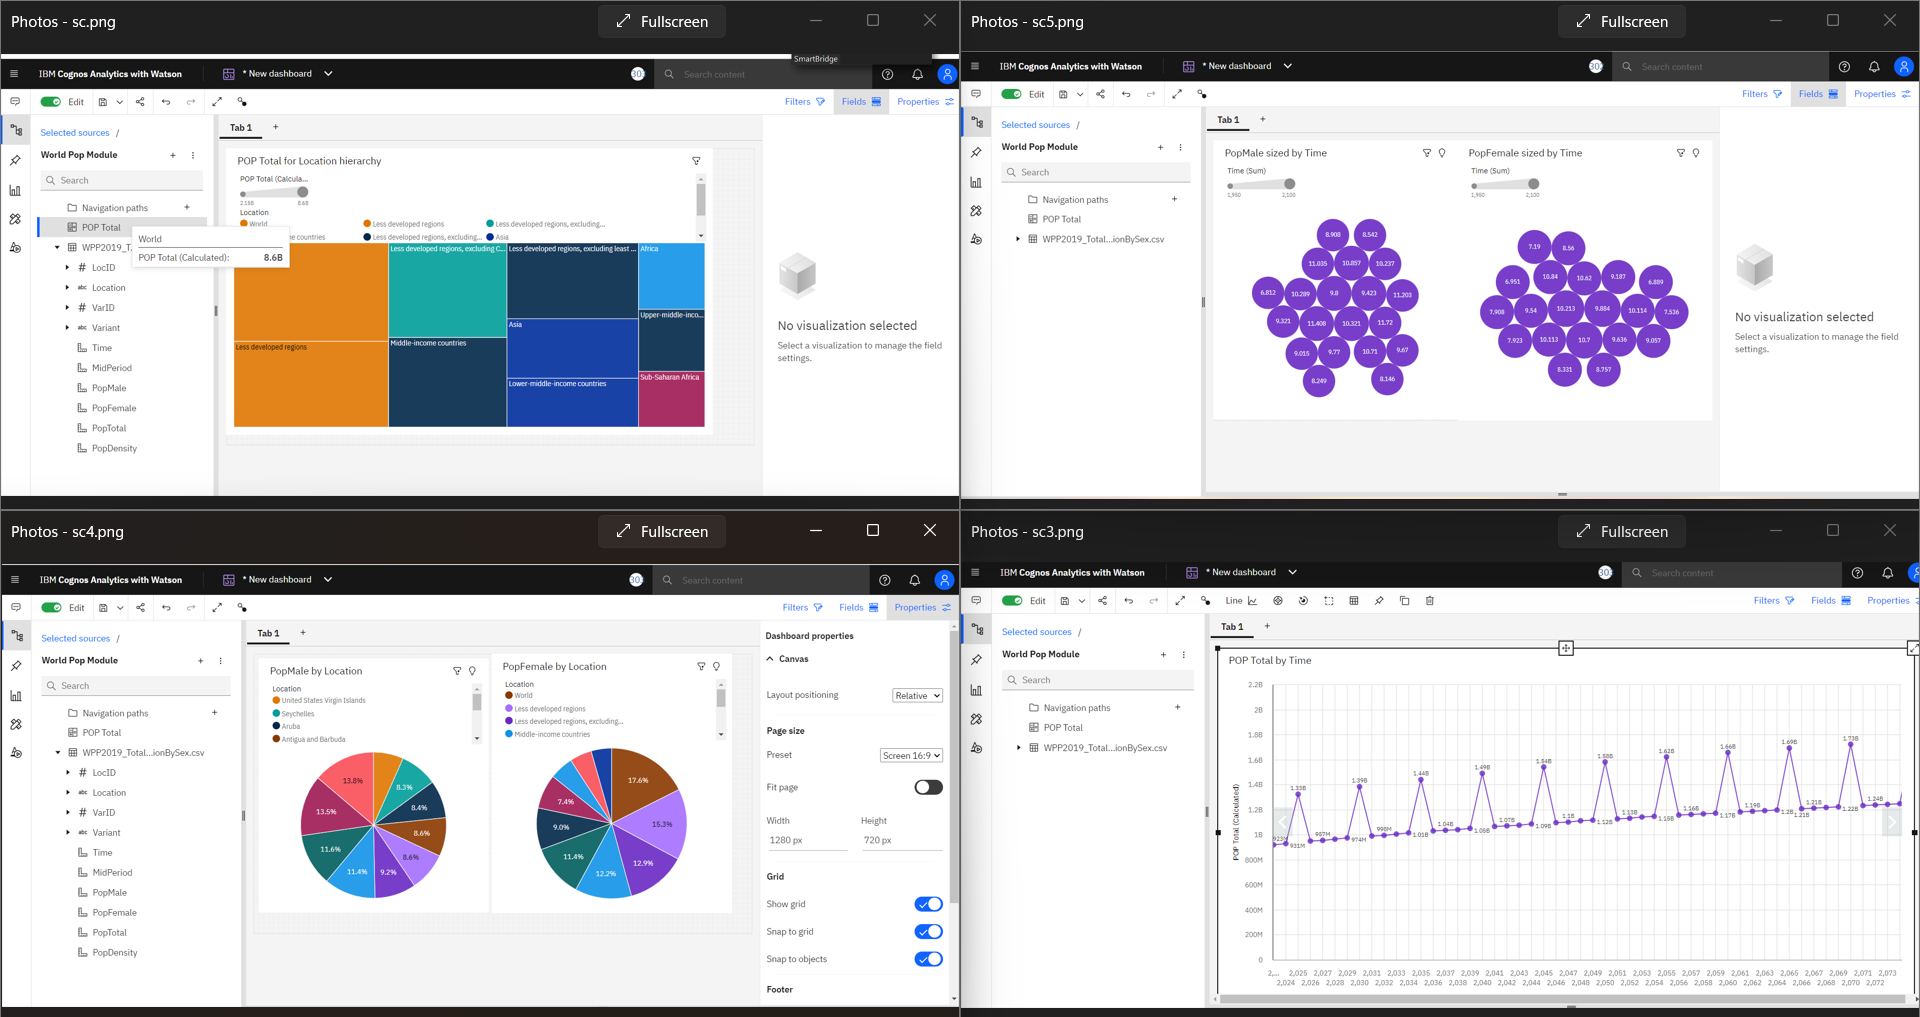 Photos - sc.png
Fullscreen
SmartBridge
IBM Cognos Analytics with Watson
* New dashboard
Search content
Edit
Filters
Fields
Properties
Selected sources /
World Pop Module
Search
Navigation paths
POP Total
WPP2019_T...
LocID
Location
VarID
Variant
Time
MidPeriod
PopMale
PopFemale
PopTotal
PopDensity
Tab 1
POP Total for Location hierarchy
POP Total (Calcula...
2.15B 8.6B
Location
World
Less developed regions
Less developed regions, excluding...
come countries
Less developed regions, excluding...
Asia
World
POP Total (Calculated): 8.6B
Less developed regions
Less developed regions, excluding C...
Middle-income countries
Less developed regions, excluding least ...
Asia
Lower-middle-income countries
Africa
Upper-middle-inco...
Sub-Saharan Africa
No visualization selected
Select a visualization to manage the field
settings.
Photos - sc5.png
Fullscreen
IBM Cognos Analytics with Watson
* New dashboard
Search content
Edit
Filters
Fields
Properties
Selected sources /
World Pop Module
Search
Navigation paths
POP Total
WPP2019_Total...ionBySex.csv
Tab 1
PopMale sized by Time
Time (Sum)
1,950 2,100
8.908 8.542
11.035 10.857 10.237
6.812 10.289 9.8 9.423 11.203
9.321 11.408 10.321 11.72
9.015 9.77 10.71 9.67
8.249 8.146
PopFemale sized by Time
Time (Sum)
1,950 2,100
7.19 8.56
6.951 10.84 10.62 9.187 6.889
7.908 9.54 10.213 9.884 10.114 7.536
7.923 10.113 10.7 9.636 9.057
8.331 8.757
No visualization selected
Select a visualization to manage the field
settings.
Photos - sc4.png
Fullscreen
IBM Cognos Analytics with Watson
* New dashboard
Search content
Edit
Filters
Fields
Properties
Selected sources /
World Pop Module
Search
Navigation paths
POP Total
WPP2019_Total...ionBySex.csv
LocID
Location
VarID
Variant
Time
MidPeriod
PopMale
PopFemale
PopTotal
PopDensity
Tab 1
PopMale by Location
Location
United States Virgin Islands
Seychelles
Aruba
Antigua and Barbuda
13.8%
8.3%
13.5%
8.4%
11.6%
8.6%
11.4%
9.2%
8.6%
PopFemale by Location
Location
World
Less developed regions
Less developed regions, excluding...
Middle-income countries
17.6%
7.4%
15.3%
9.0%
11.4%
12.9%
12.2%
Dashboard properties
Canvas
Layout positioning
Relative
Page size
Preset
Screen 16:9
Fit page
Width
Height
1280 px
720 px
Grid
Show grid
Snap to grid
Snap to objects
Footer
Photos - sc3.png
Fullscreen
IBM Cognos Analytics with Watson
* New dashboard
Search content
Edit
Line
Filters
Fields
Properties
Selected sources /
World Pop Module
Search
Navigation paths
POP Total
WPP2019_Total...ionBySex.csv
Tab 1
POP Total by Time
POP Total (Calculated)
2.2B
2B
1.8B
1.6B
1.4B
1.2B
1B
800M
600M
400M
200M
0
1.33B 1.39B 1.44B 1.49B 1.54B 1.58B 1.62B 1.66B 1.69B 1.73B
923M 931M 957M 974M 998M 1.01B 1.04B 1.05B 1.07B 1.09B 1.1B 1.12B 1.13B 1.15B 1.16B 1.17B 1.19B 1.2B 1.21B 1.21B 1.22B 1.24B
2,... 2,025 2,027 2,029 2,031 2,033 2,035 2,037 2,039 2,041 2,043 2,045 2,047 2,049 2,051 2,053 2,055 2,057 2,059 2,061 2,063 2,065 2,067 2,069 2,071 2,073
2,024 2,026 2,028 2,030 2,032 2,034 2,036 2,038 2,040 2,042 2,044 2,046 2,048 2,050 2,052 2,054 2,056 2,058 2,060 2,062 2,064 2,066 2,068 2,070 2,072